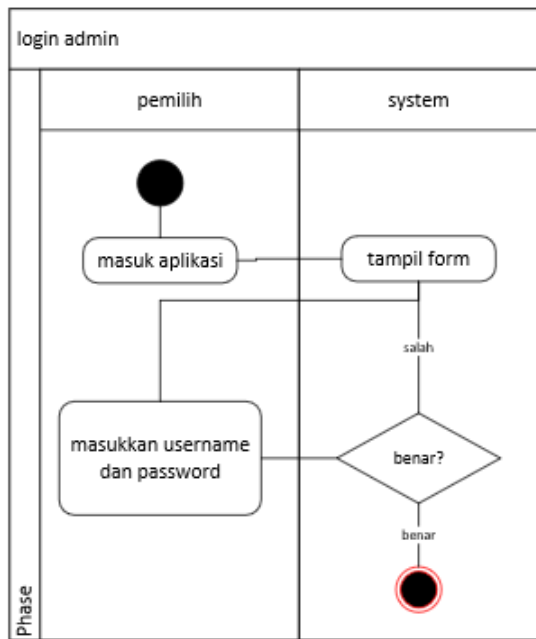 login admin
pemilih
system
masuk aplikasi
tampil form
salah
masukkan username
dan password
benar?
benar
Phase